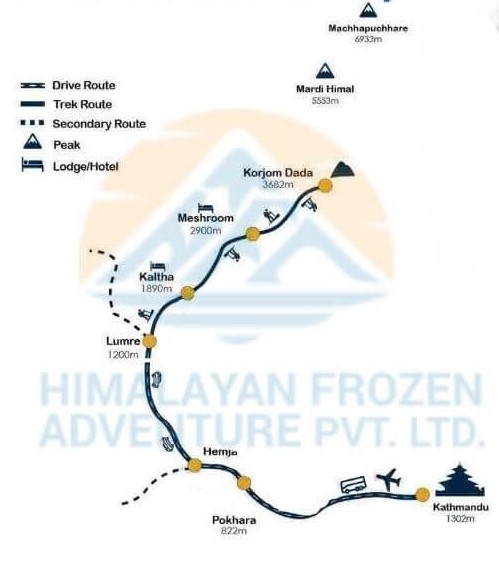 Machhapuchhare
6933m
Mardi Himal
5553m
Drive Route
Trek Route
Secondary Route
Peak
Lodge/Hotel
Korjom Dada
3682m
Meshroom
2900m
Kaltha
1890m
Lumre
1200m
HIMALAYAN FROZEN
ADVENTURE PVT. LTD.
Hemja
Pokhara
822m
Kathmandu
1302m